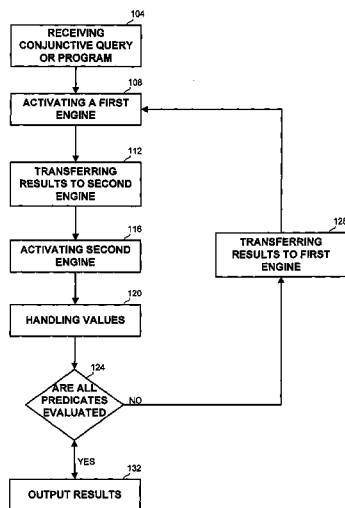 104
RECEIVING
CONJUNCTIVE QUERY
OR PROGRAM
108
ACTIVATING A FIRST
ENGINE
112
TRANSFERRING
RESULTS TO SECOND
ENGINE
116
ACTIVATING SECOND
ENGINE
120
HANDLING VALUES
124
ARE ALL
PREDICATES
EVALUATED
NO
128
TRANSFERRING
RESULTS TO FIRST
ENGINE
YES
132
OUTPUT RESULTS